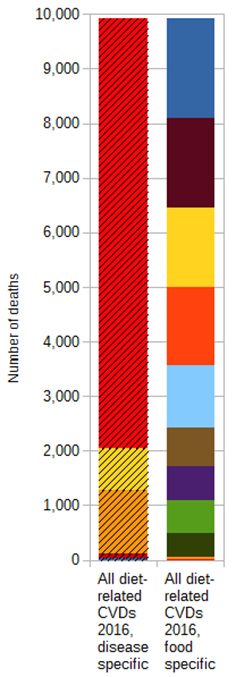 10,000
9,000
8,000
7,000
6,000
5,000
4,000
3,000
2,000
1,000
0
Number of deaths
All diet-
related
CVDs
2016,
disease
specific
All diet-
related
CVDs
2016,
food
specific